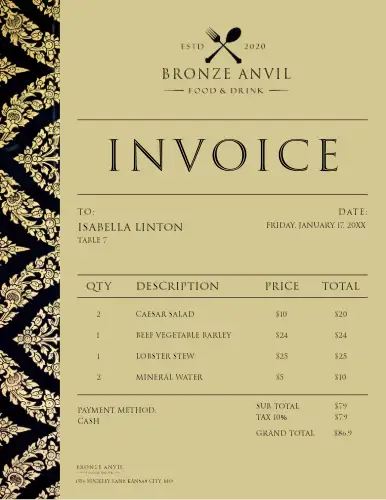 ESTD 2020
BRONZE ANVIL
FOOD & DRINK
INVOICE
TO: DATE:
ISABELLA LINTON FRIDAY, JANUARY 17, 20XX
TABLE 7
QTY DESCRIPTION PRICE TOTAL
2 CAESAR SALAD $10 $20
1 BEEF VEGETABLE BARLEY $24 $24
1 LOBSTER STEW $25 $25
2 MINERAL WATER $5 $10
PAYMENT METHOD: SUB TOTAL $79
CASH TAX 10% $7.9
GRAND TOTAL $86.9
BRONZE ANVIL
FOOD & DRINK
LANE KANSAS CITY, MO